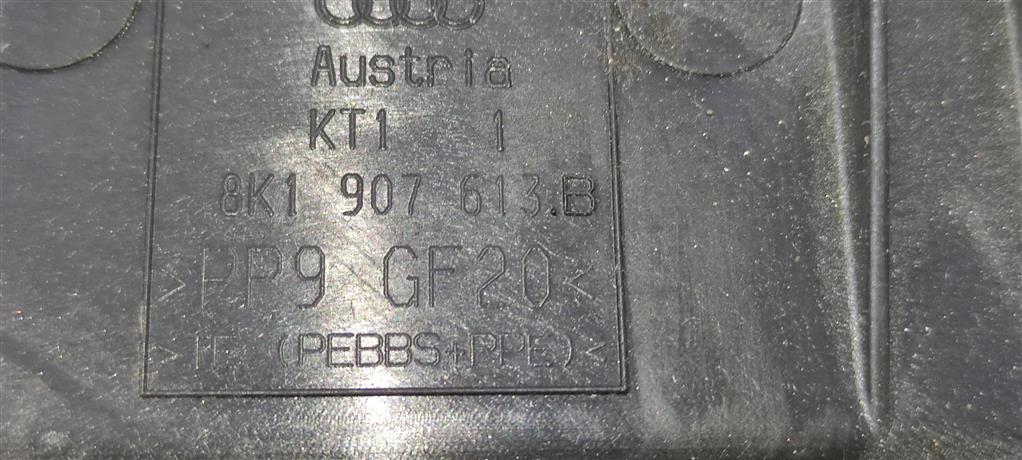 Austria
KT1 1
8K1 907 613.B
>PP9 GF20<
(PEBBS+PPE)<